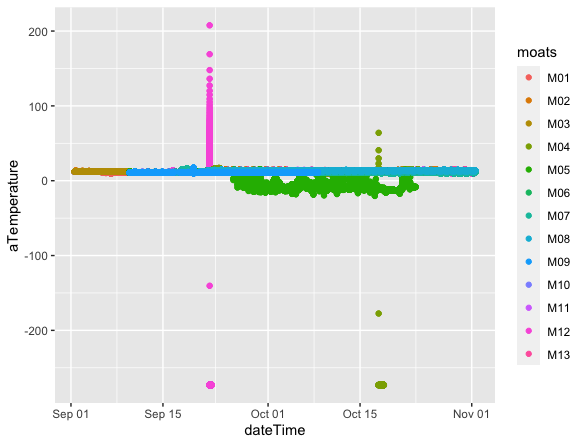 200
100
0
-100
-200
aTemperature
Sep 01
Sep 15
Oct 01
Oct 15
Nov 01
dateTime
moats
M01
M02
M03
M04
M05
M06
M07
M08
M09
M10
M11
M12
M13